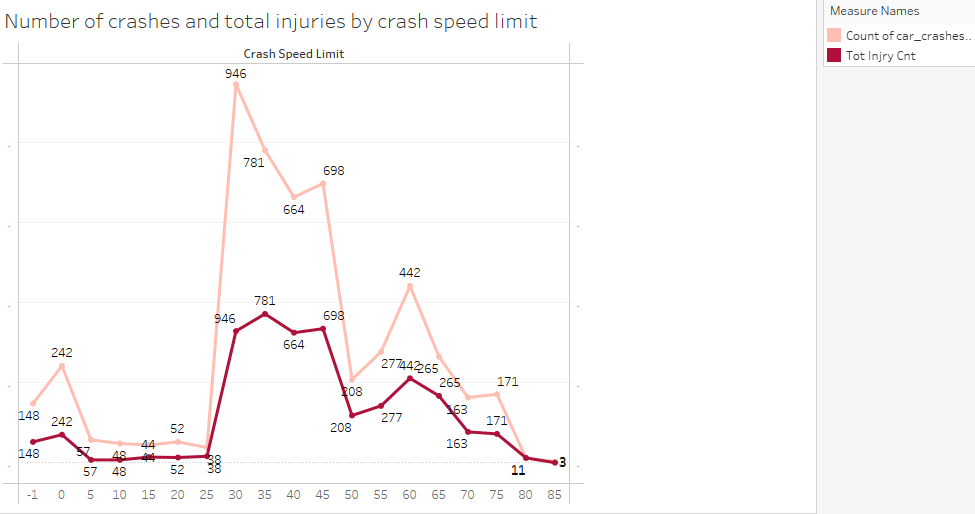 Number of crashes and total injuries by crash speed limit
Measure Names
Count of car_crashes..
Tot Injry Cnt
Crash Speed Limit
946
781
698
664
442
781
946 698
664
242
277 442 265
265 171
208
163
148
242 52
208 277 171
57 48 44 163
148 44 38
57 48 52 38 11 3
-1 0 5 10 15 20 25 30 35 40 45 50 55 60 65 70 75 80 85